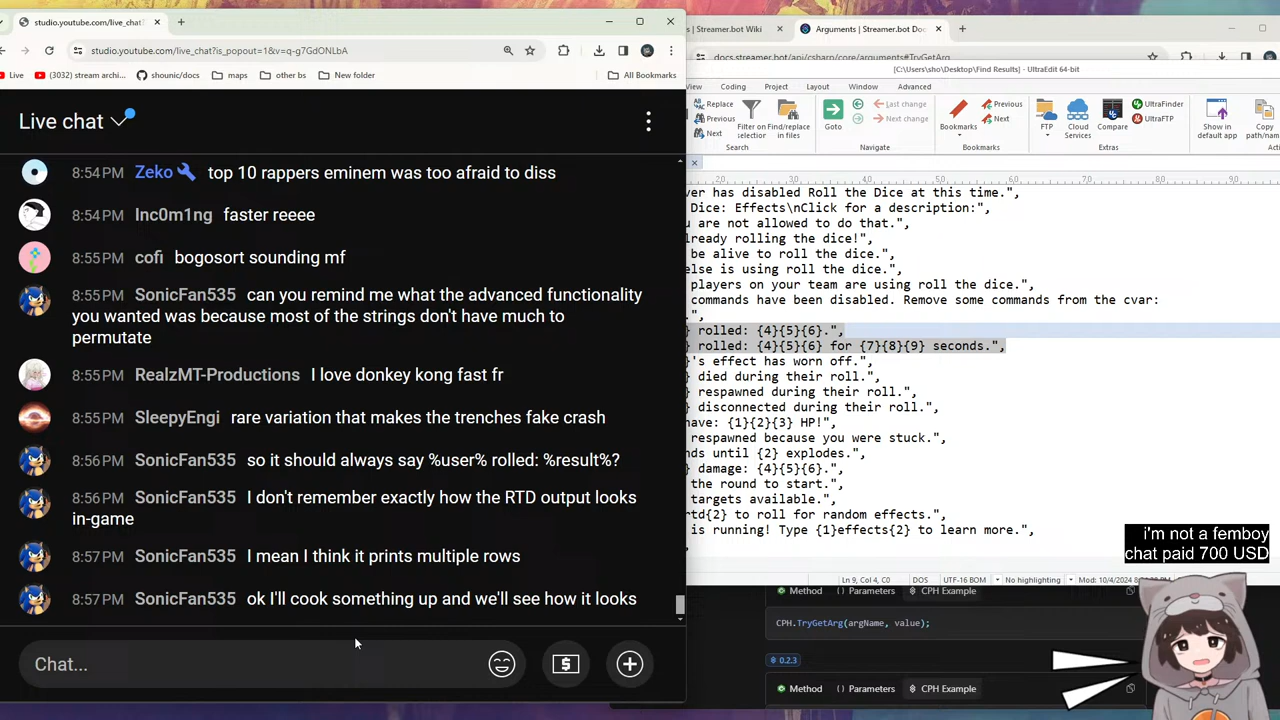 studio.youtube.com/live_chat?
s | Streamer.bot Wiki
Arguments | Streamer.bot Doc
studio.youtube.com/live_chat?is_popout=1&v=q-g7GdONLbA
docs.streamer.bot/api/csharp/core/arguments#TryGetArg
Live
(3032) stream archi...
shounic/docs
maps
other bs
New folder
All Bookmarks
[C:\Users\sho\Desktop\Find Results] - UltraEdit 64-bit
View
Coding
Project
Layout
Window
Advanced
Replace
Previous
Next
Filter on selection
Find/replace in files
Search
Goto
Last change
Next change
Navigate
Bookmarks
Previous
Next
Bookmarks
FTP
Cloud Services
Compare
UltraFinder
UltraFTP
Extras
Show in default app
Copy path/nam
Live chat
8:54 PM Zeko top 10 rappers eminem was too afraid to diss
8:54 PM Inc0m1ng faster reeee
8:55 PM cofi bogosort sounding mf
8:55 PM SonicFan535 can you remind me what the advanced functionality
you wanted was because most of the strings don't have much to
permutate
8:55 PM RealzMT-Productions I love donkey kong fast fr
8:55 PM SleepyEngi rare variation that makes the trenches fake crash
8:56 PM SonicFan535 so it should always say %user% rolled: %result%?
8:56 PM SonicFan535 I don't remember exactly how the RTD output looks
in-game
8:57 PM SonicFan535 I mean I think it prints multiple rows
8:57 PM SonicFan535 ok I'll cook something up and we'll see how it looks
Chat...
ver has disabled Roll the Dice at this time.",
Dice: Effects\nClick for a description:",
u are not allowed to do that.",
lready rolling the dice!",
be alive to roll the dice.",
else is using roll the dice.",
players on your team are using roll the dice.",
commands have been disabled. Remove some commands from the cvar:
.",
} rolled: {4}{5}{6}.",
} rolled: {4}{5}{6} for {7}{8}{9} seconds.",
}'s effect has worn off.",
} died during their roll.",
} respawned during their roll.",
} disconnected during their roll.",
have: {1}{2}{3} HP!",
respawned because you were stuck.",
nds until {2} explodes.",
} damage: {4}{5}{6}.",
the round to start.",
targets available.",
rtd{2} to roll for random effects.",
is running! Type {1}effects{2} to learn more.",
Ln 9, Col 4, C0
DOS
UTF-16 BOM
No highlighting
Method
() Parameters
CPH Example
CPH.TryGetArg(argName, value);
0.2.3
Method
() Parameters
CPH Example
i'm not a femboy
chat paid 700 USD